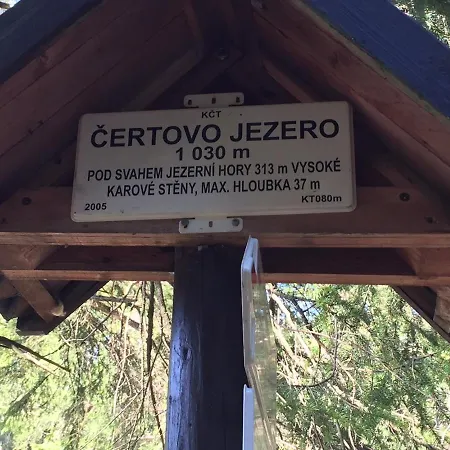 KČT
ČERTOVO JEZERO
1 030 m
POD SVAHEM JEZERNÍ HORY 313 m VYSOKÉ
KAROVÉ STĚNY, MAX. HLOUBKA 37 m
2005 KT080m